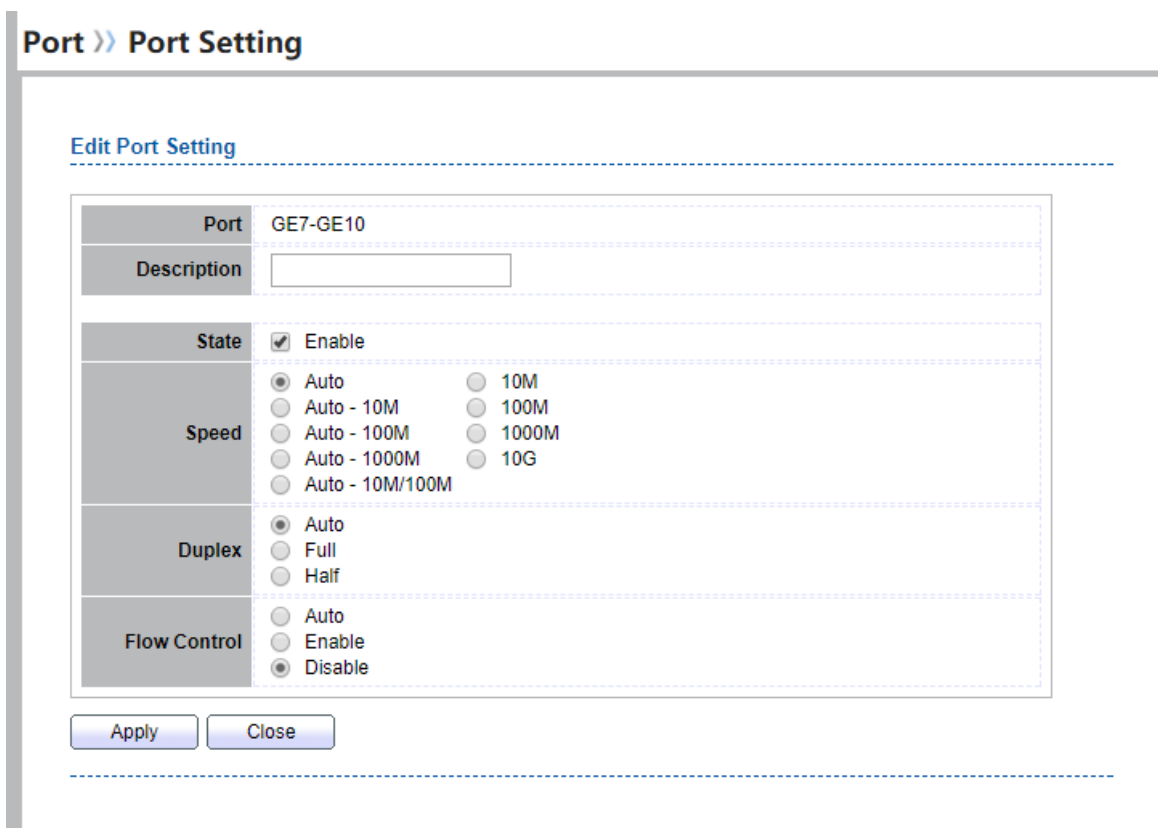 Port » Port Setting
Edit Port Setting
Port GE7-GE10
Description
State Enable
Speed
Auto 10M
Auto - 10M 100M
Auto - 100M 1000M
Auto - 1000M 10G
Auto - 10M/100M
Duplex
Auto
Full
Half
Flow Control
Auto
Enable
Disable
Apply Close